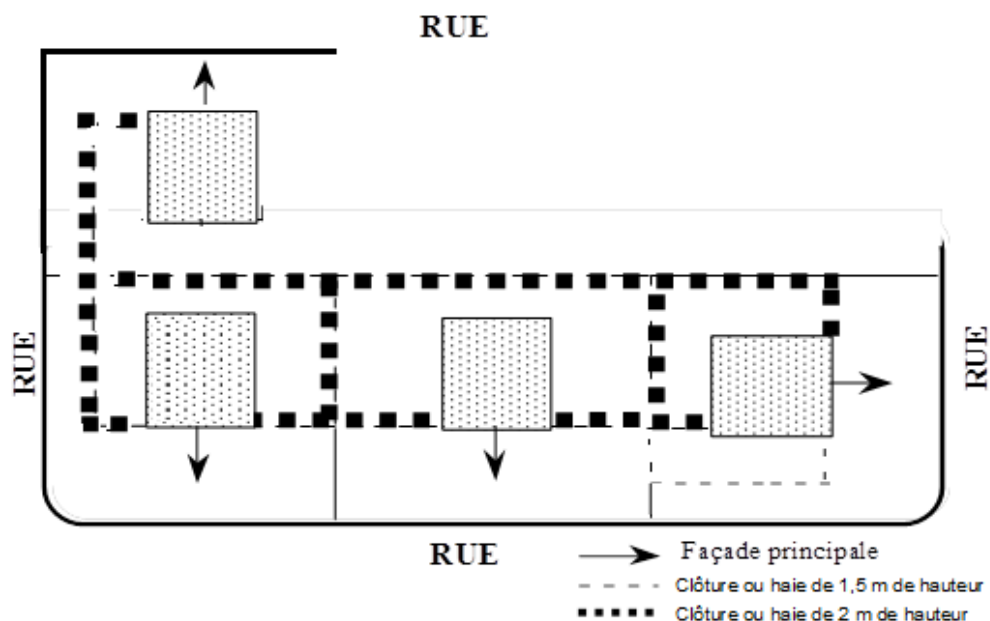 RUE
RUE
RUE
RUE
Façade principale
Clôture ou haie de 1,5 m de hauteur
Clôture ou haie de 2 m de hauteur